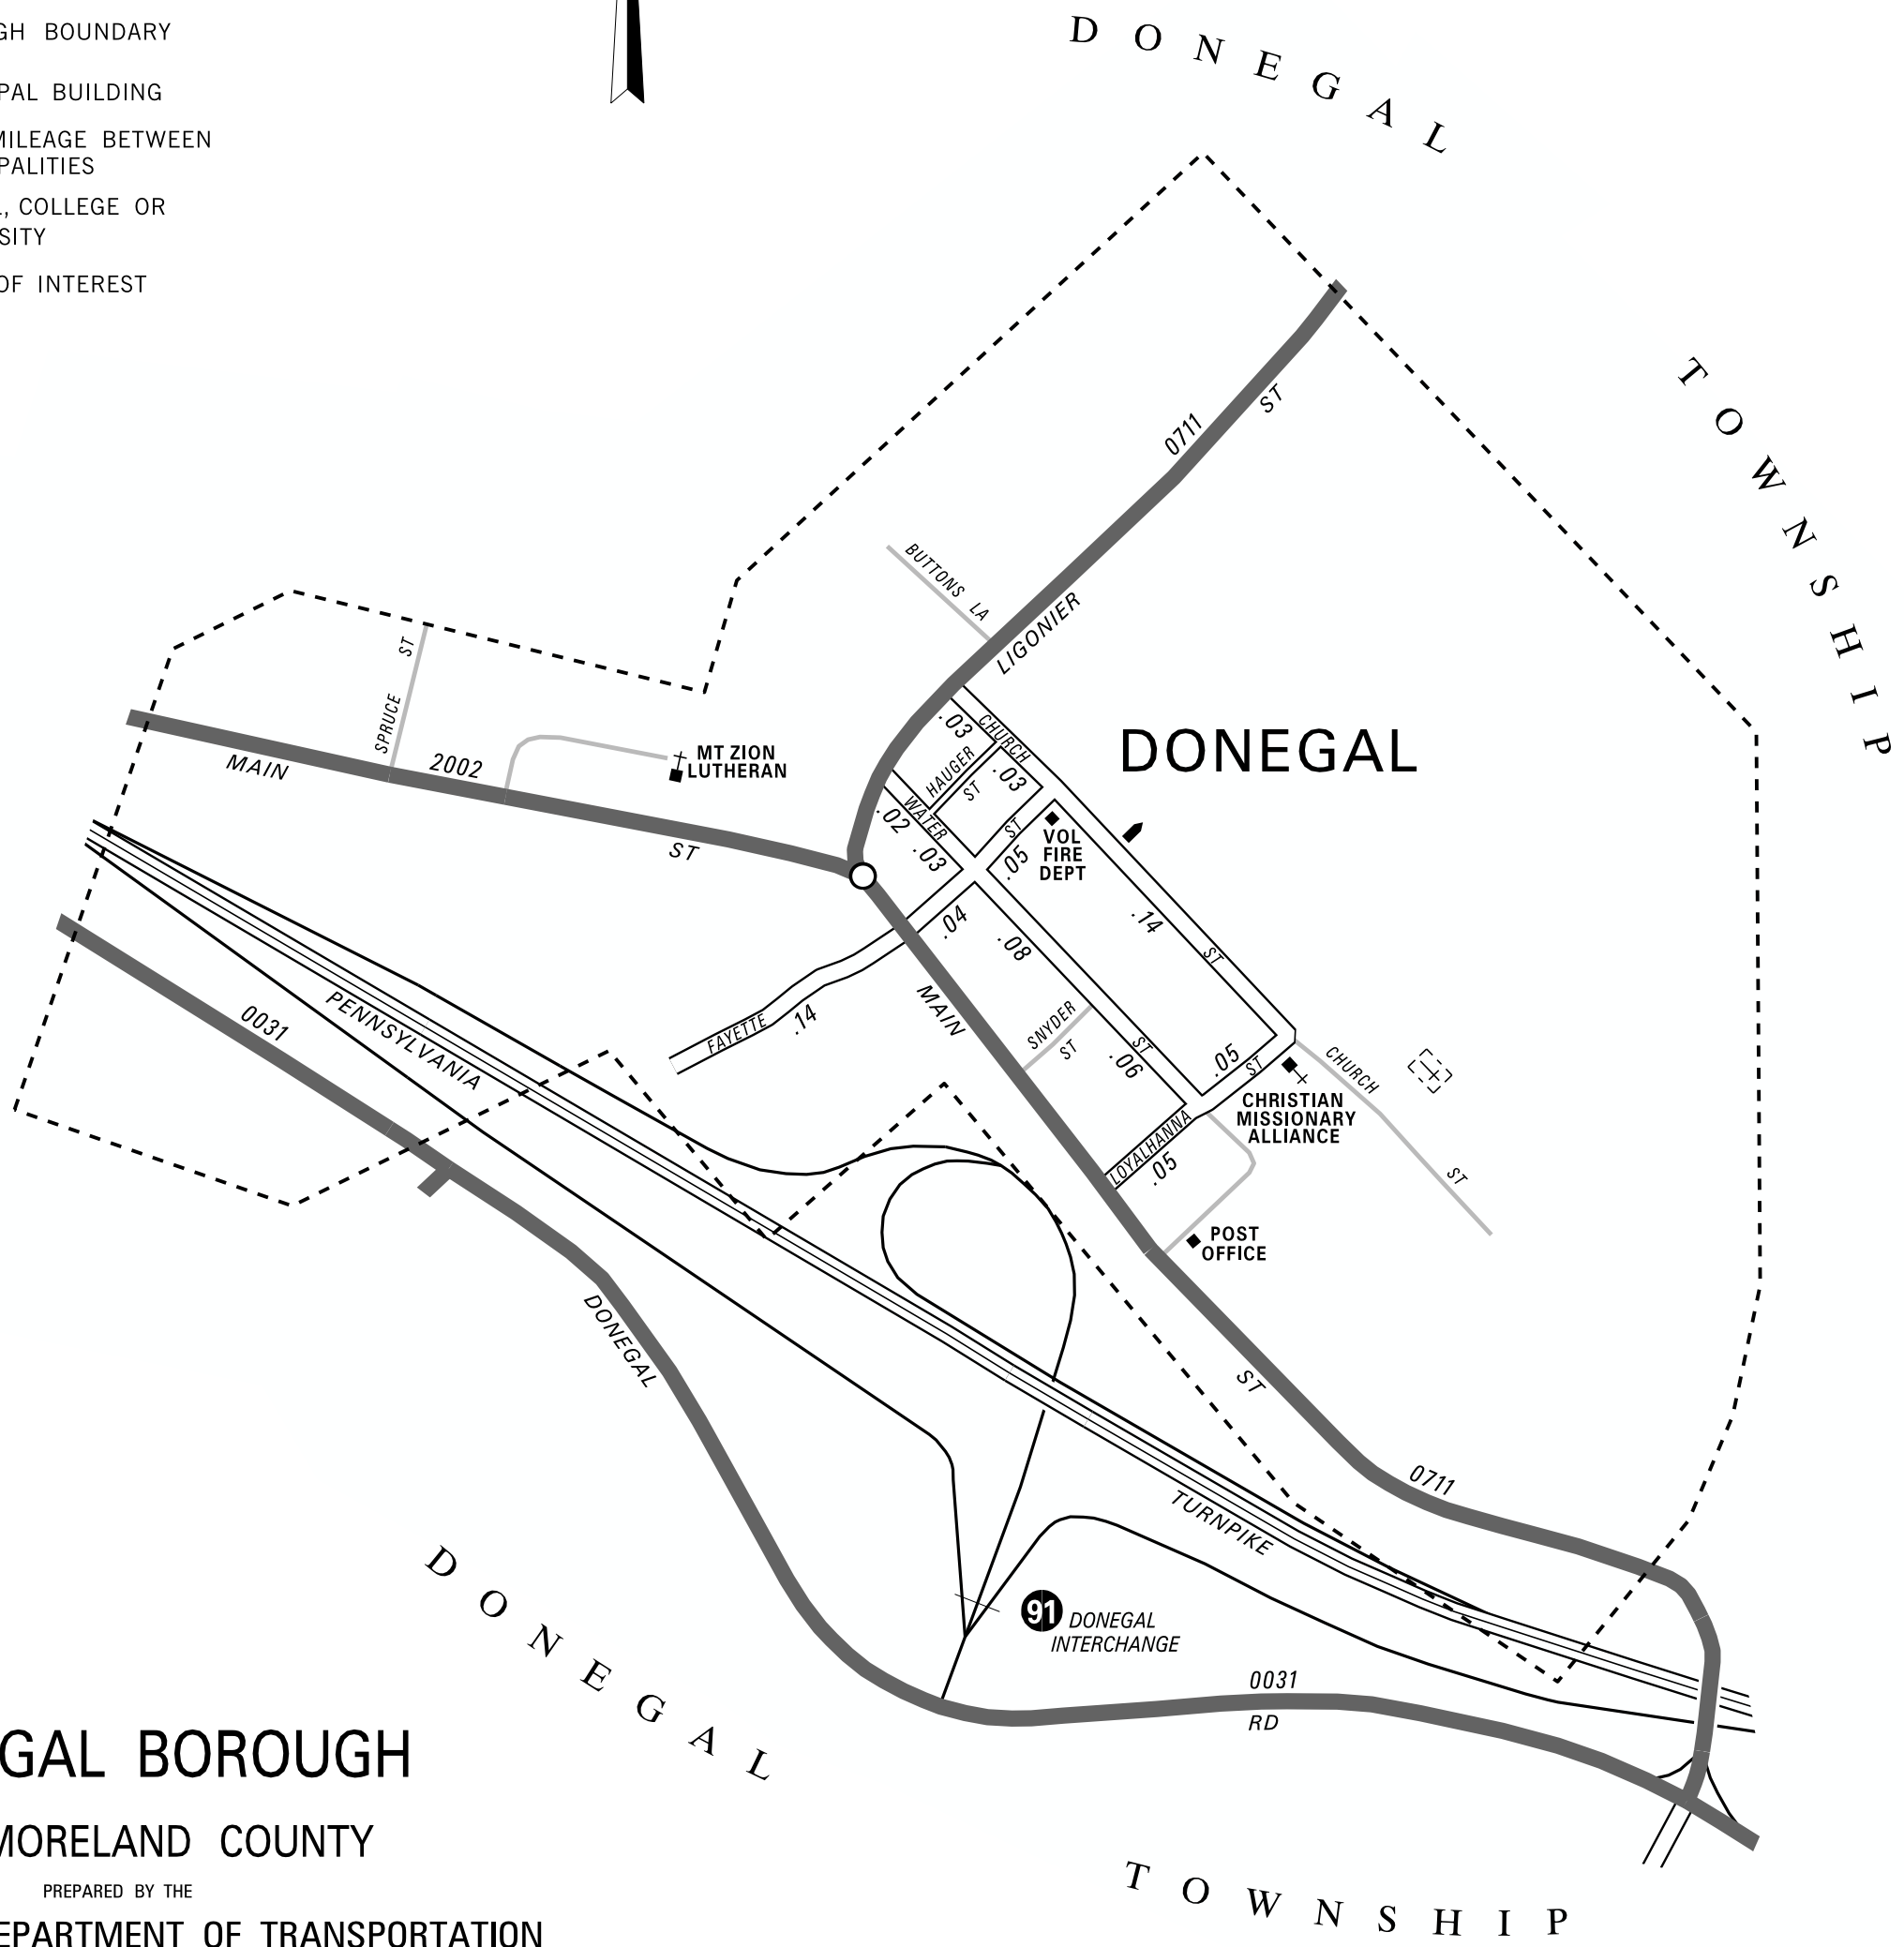 GH BOUNDARY
PAL BUILDING
MILEAGE BETWEEN
PALITIES
, COLLEGE OR
SITY
OF INTEREST
DONEGAL
TOWNSHIP
0711
ST
BUTTONS LA
LIGONIER
SPRUCE ST
MAIN
2002
ST
MT ZION
LUTHERAN
DONEGAL
.03
CHURCH
HAUGER
ST
.03
WATER
.02
.03
ST
.05
VOL
FIRE
DEPT
.04
.08
.14
ST
MAIN
FAYETTE
.14
SNYDER
ST
ST
.06
.05
ST
LOYALHANNA
.05
CHRISTIAN
MISSIONARY
ALLIANCE
CHURCH
ST
POST
OFFICE
0031
PENNSYLVANIA
DONEGAL
ST
0711
TURNPIKE
91
DONEGAL
INTERCHANGE
0031
RD
DONEGAL
TOWNSHIP
GAL BOROUGH
MORELAND COUNTY
PREPARED BY THE
EPARTMENT OF TRANSPORTATION